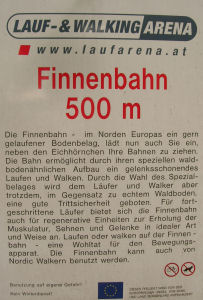 LAUF- & WALKING ARENA
www.laufarena.at
Finnenbahn
500 m
Die Finnenbahn - im Norden Europas ein gern
gelaufener Bodenbelag, lädt nun auch Sie ein,
neben den Eichhörnchen Ihre Bahnen zu ziehen.
Die Bahn ermöglicht durch ihren speziellen wald-
bodenähnlichen Aufbau ein gelenksschonendes
Laufen und Walken. Durch die Wahl des Spezial-
belages wird dem Läufer und Walker aber
trotzdem, im Gegensatz zu echtem Waldboden,
eine gute Trittsicherheit geboten. Für fort-
geschrittene Läufer bietet sich die Finnenbahn
auch für regenerative Einheiten zur Erholung der
Muskulatur, Sehnen und Gelenke in idealer Art
und Weise an. Laufen oder walken auf der Finnen-
bahn - eine Wohltat für den Bewegungs-
apparat. Die Finnenbahn kann auch von
Nordic Walkern benutzt werden.
Benutzung auf eigene Gefahr!
Kein Winterdienst!